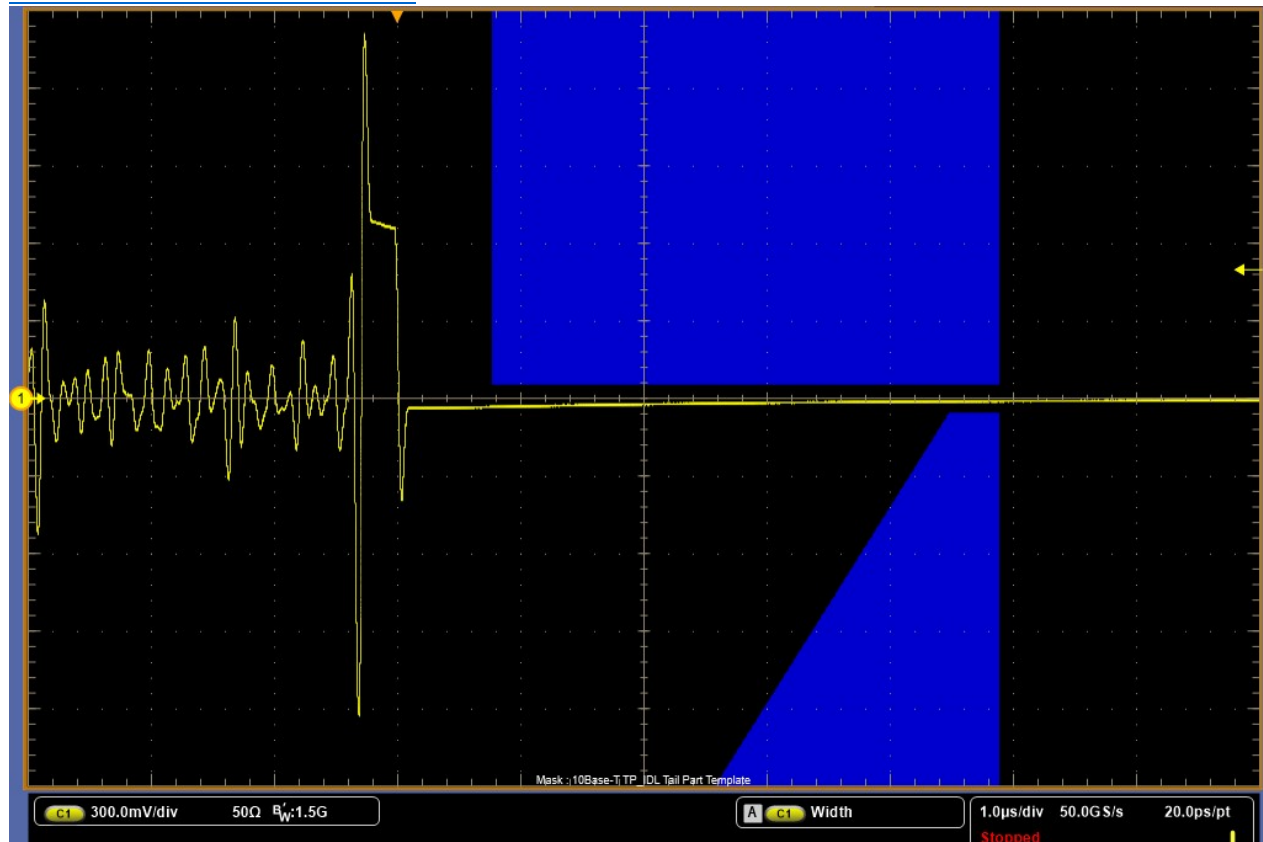 1
Mask : 10Base-T TP_IDL Tail Part Template
C1 300.0mV/div 50Ω BW:1.5G
A C1 Width
1.0µs/div 50.0GS/s 20.0ps/pt
Stopped